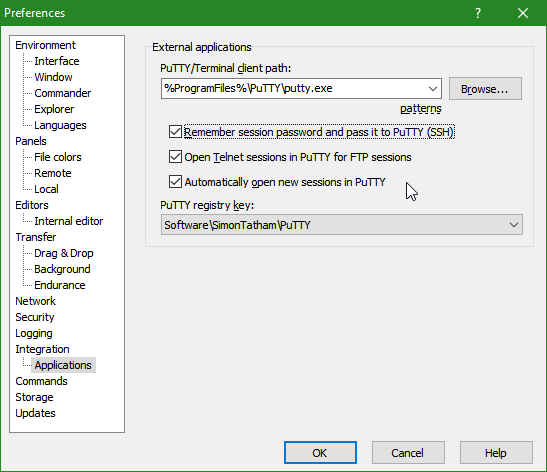 Preferences
?
Environment
Interface
Window
Commander
Explorer
Languages
Panels
File colors
Remote
Local
Editors
Internal editor
Transfer
Drag & Drop
Background
Endurance
Network
Security
Logging
Integration
Applications
Commands
Storage
Updates
External applications
PuTTY/Terminal client path:
%ProgramFiles%\PuTTY\putty.exe
Browse...
patterns
Remember session password and pass it to PuTTY (SSH)
Open Telnet sessions in PuTTY for FTP sessions
Automatically open new sessions in PuTTY
PuTTY registry key:
Software\SimonTatham\PuTTY
OK
Cancel
Help